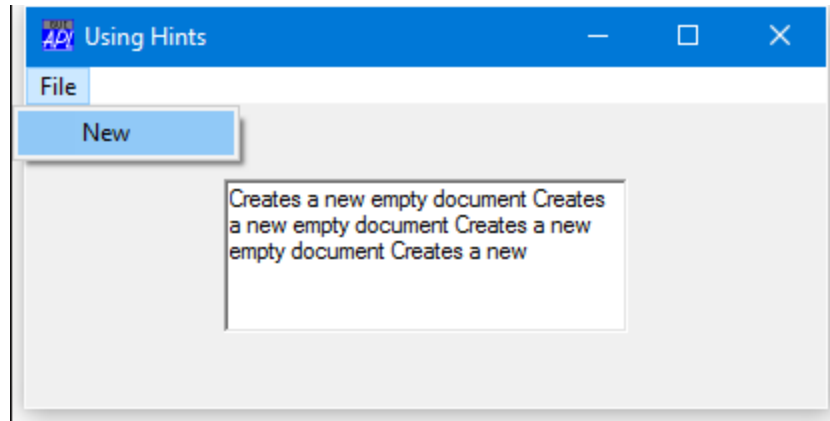 GUI
API Using Hints
File
New
Creates a new empty document Creates
a new empty document Creates a new
empty document Creates a new